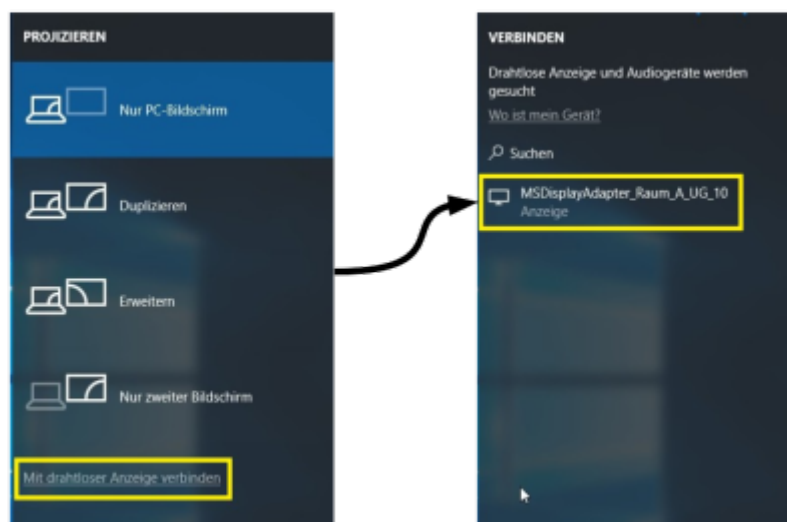 PROJIZIEREN
Nur PC-Bildschirm
Duplizieren
Erweitern
Nur zweiter Bildschirm
Mit drahtloser Anzeige verbinden
VERBINDEN
Drahtlose Anzeige und Audiogeräte werden
gesucht
Wo ist mein Gerät?
Suchen
MSDisplayAdapter_Raum_A_UG_10
Anzeige